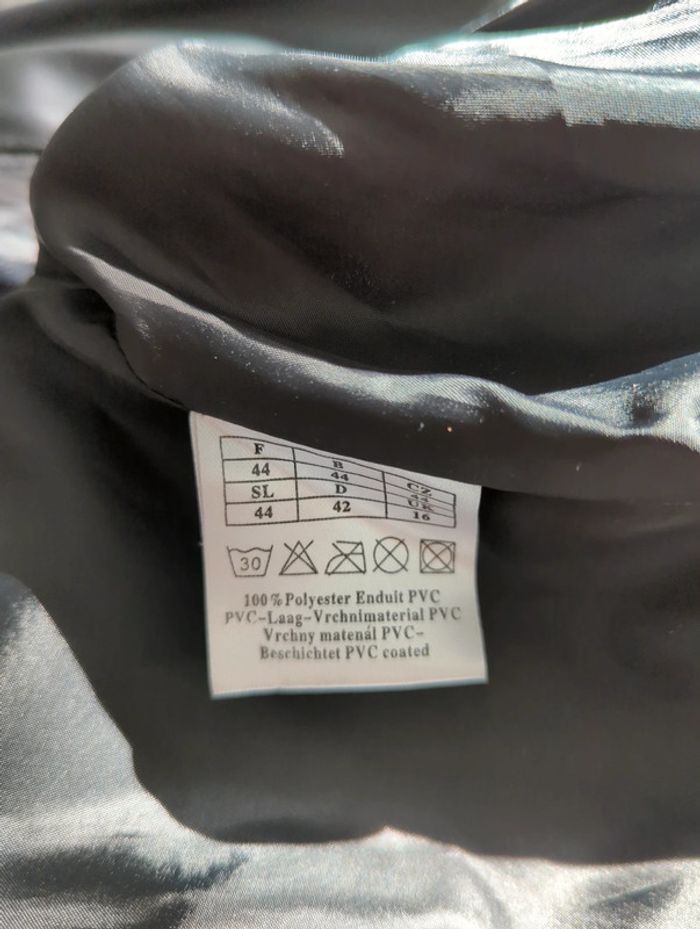 F B CZ
44 44 44
SL D UK
44 42 16
30
100% Polyester Enduit PVC
PVC-Laag-Vrchnimaterial PVC
Vrchny matenál PVC-
Beschichtet PVC coated